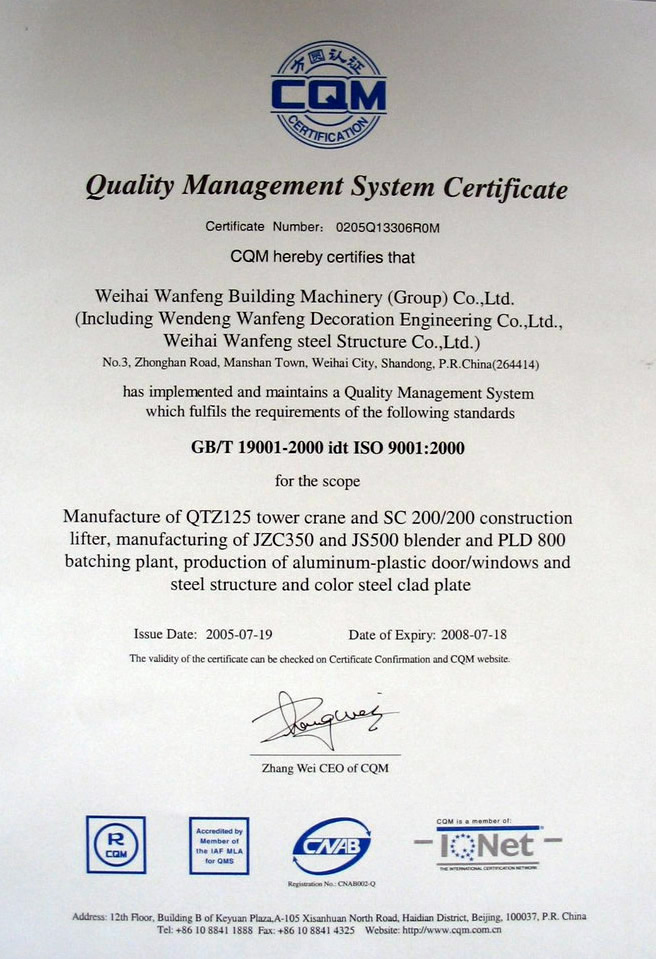 方圆认证
CQM
CERTIFICATION
Quality Management System Certificate
Certificate Number: 0205Q13306R0M
CQM hereby certifies that
Weihai Wanfeng Building Machinery (Group) Co.,Ltd.
(Including Wendeng Wanfeng Decoration Engineering Co.,Ltd.,
Weihai Wanfeng steel Structure Co.,Ltd.)
No.3, Zhonghan Road, Manshan Town, Weihai City, Shandong, P.R.China(264414)
has implemented and maintains a Quality Management System
which fulfils the requirements of the following standards
GB/T 19001-2000 idt ISO 9001:2000
for the scope
Manufacture of QTZ125 tower crane and SC 200/200 construction
lifter, manufacturing of JZC350 and JS500 blender and PLD 800
batching plant, production of aluminum-plastic door/windows and
steel structure and color steel clad plate
Issue Date: 2005-07-19 Date of Expiry: 2008-07-18
The validity of the certificate can be checked on Certificate Confirmation and CQM website.
Zhang Wei
Zhang Wei CEO of CQM
R
CQM
Accredited by
Member of
the IAF MLA
for QMS
CNAB
Registration No.: CNAB002-Q
CQM is a member of:
IQNet
THE INTERNATIONAL CERTIFICATION NETWORK
Address: 12th Floor, Building B of Keyuan Plaza,A-105 Xisanhuan North Road, Haidian District, Beijing, 100037, P.R. China
Tel: +86 10 8841 1888 Fax: +86 10 8841 4325 Website: http://www.cqm.com.cn